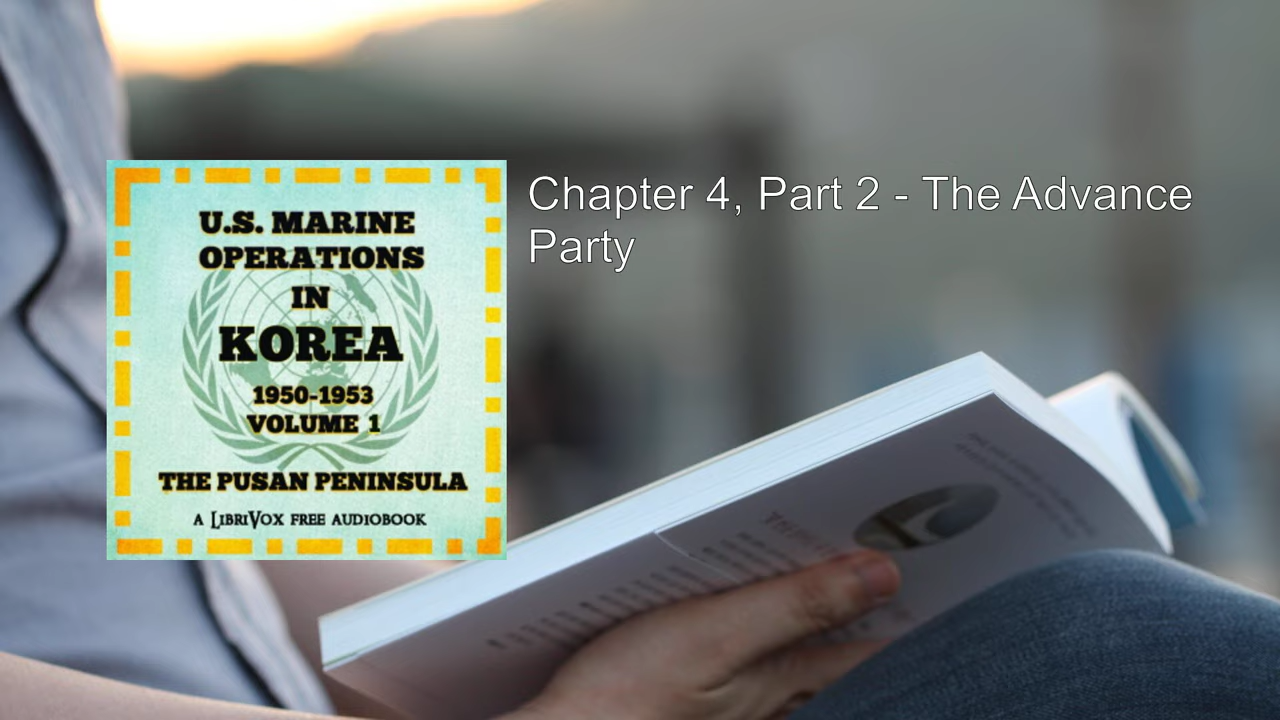 U.S. MARINE
OPERATIONS
IN
KOREA
1950-1953
VOLUME 1
THE PUSAN PENINSULA
A LIBRIVOX FREE AUDIOBOOK
Chapter 4, Part 2 - The Advance
Party